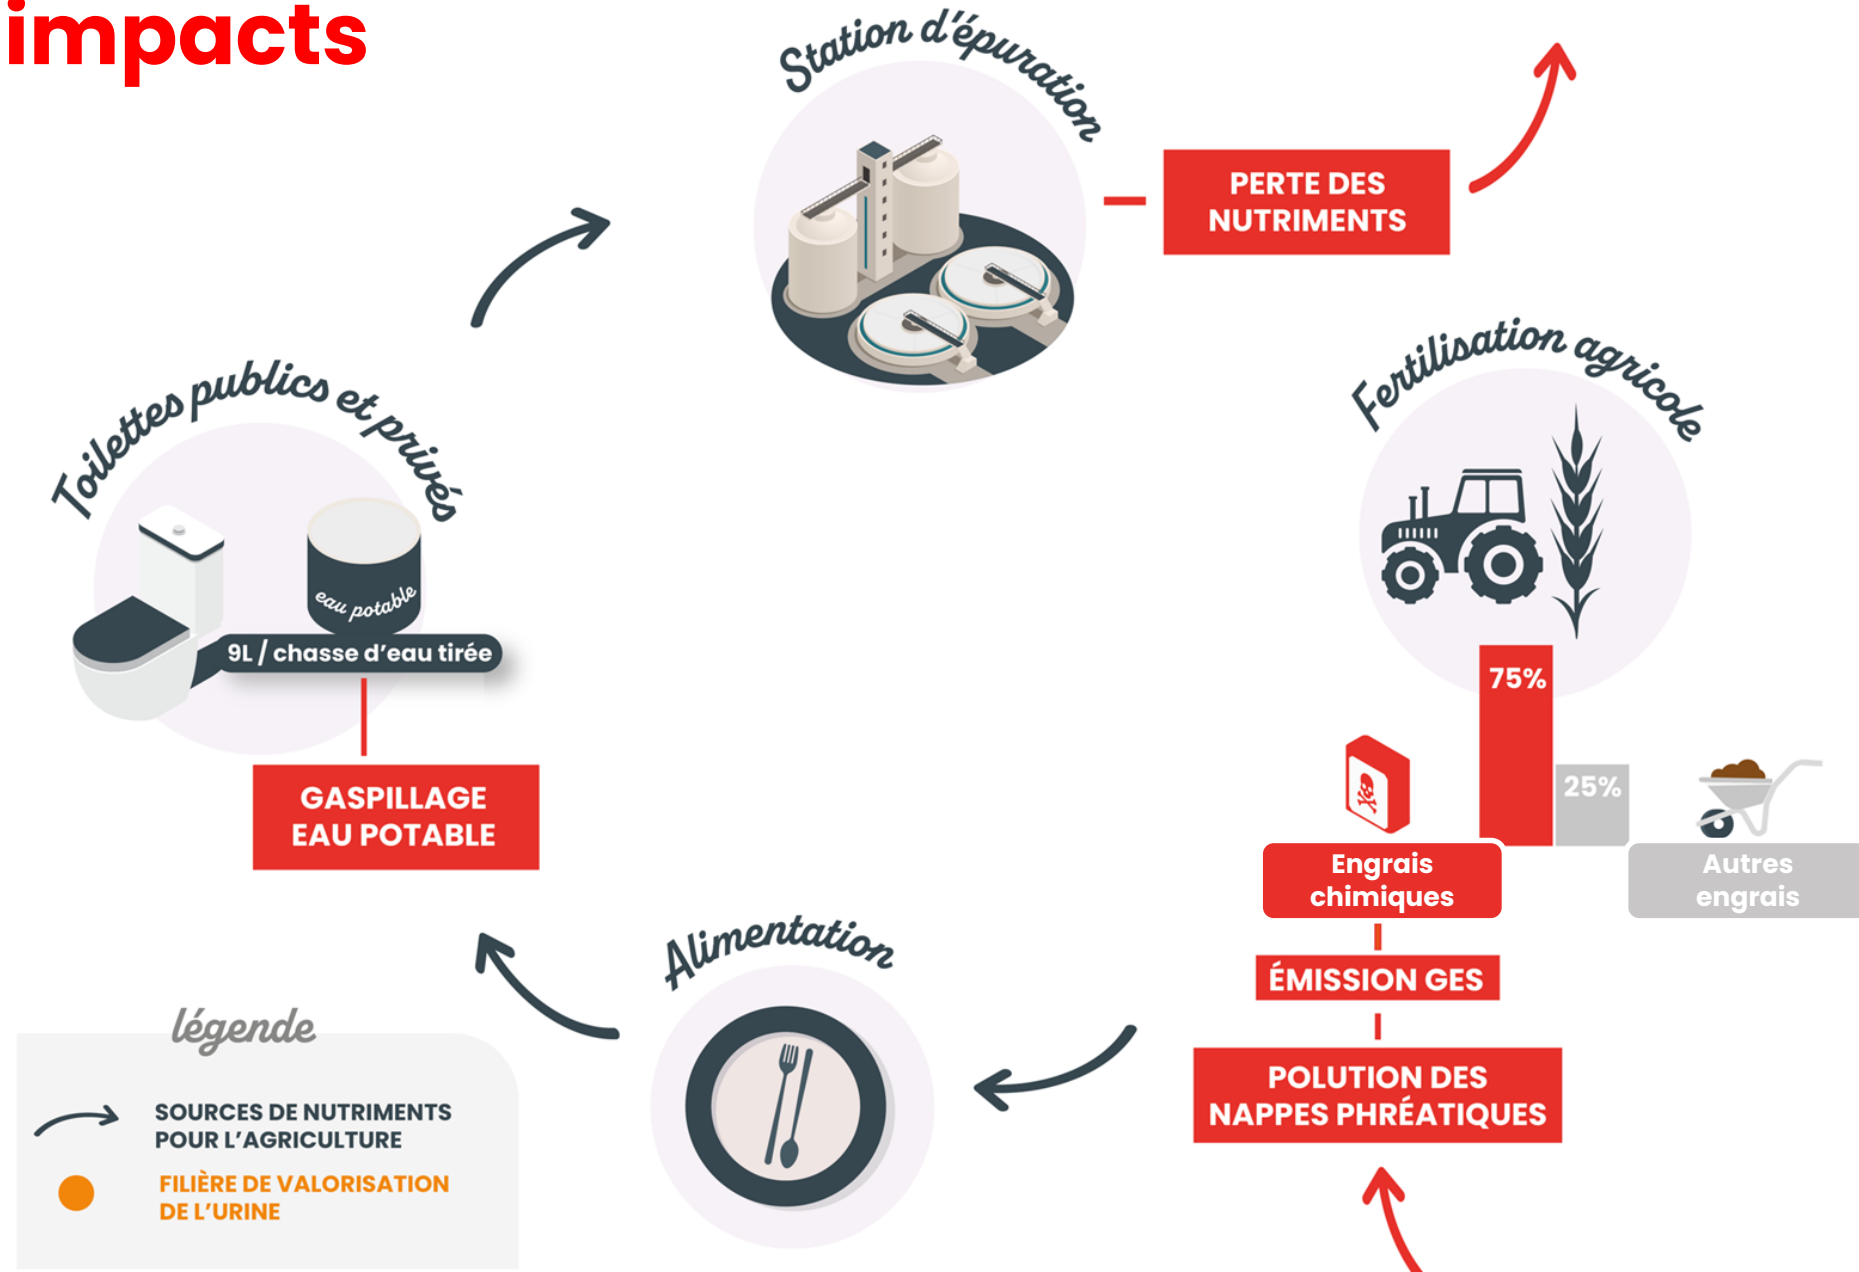 impacts
Station d'épuration
PERTE DES
NUTRIMENTS
Toilettes publics et privés
eau potable
9L / chasse d'eau tirée
GASPILLAGE
EAU POTABLE
Fertilisation agricole
75%
25%
Engrais
chimiques
Autres
engrais
ÉMISSION GES
POLUTION DES
NAPPES PHRÉATIQUES
Alimentation
légende
SOURCES DE NUTRIMENTS
POUR L'AGRICULTURE
FILIÈRE DE VALORISATION
DE L'URINE